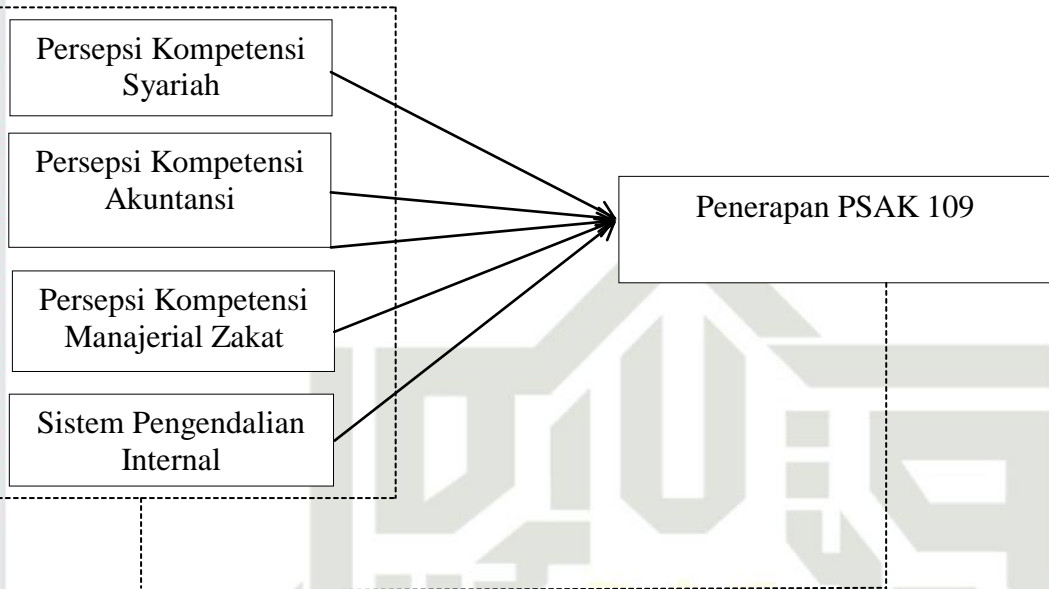 Persepsi Kompetensi
Syariah
Persepsi Kompetensi
Akuntansi
Penerapan PSAK 109
Persepsi Kompetensi
Manajerial Zakat
Sistem Pengendalian
Internal